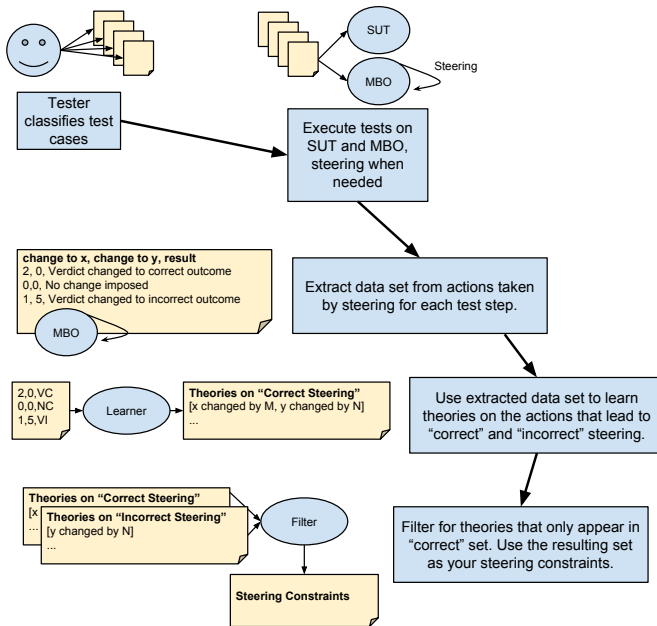 SUT
Steering
MBO
Tester
classifies test
cases
Execute tests on
SUT and MBO,
steering when
needed
change to x, change to y, result
2, 0, Verdict changed to correct outcome
0,0, No change imposed
1, 5, Verdict changed to incorrect outcome
MBO
Extract data set from actions taken
by steering for each test step.
2,0,VC
0,0,NC
1,5,VI
Learner
Theories on “Correct Steering”
[x changed by M, y changed by N]
...
Use extracted data set to learn
theories on the actions that lead to
“correct” and “incorrect” steering.
Theories on “Correct Steering”
[x
...
Theories on “Incorrect Steering”
[y changed by N]
...
Filter
Filter for theories that only appear in
“correct” set. Use the resulting set
as your steering constraints.
Steering Constraints